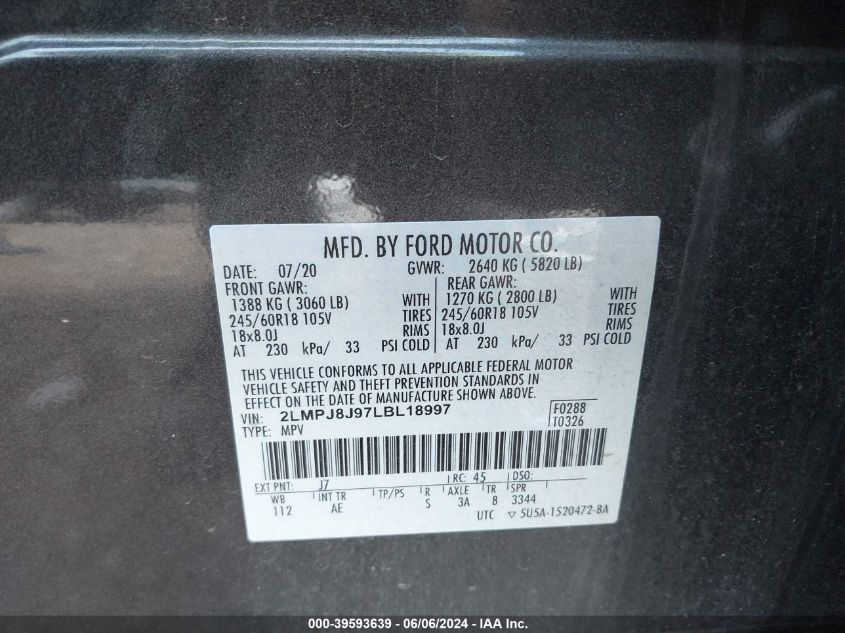 MFD. BY FORD MOTOR CO.
DATE: 07/20 GVWR: 2640 KG ( 5820 LB)
FRONT GAWR: REAR GAWR:
1388 KG ( 3060 LB) WITH 1270 KG ( 2800 LB) WITH
245/60R18 105V TIRES 245/60R18 105V TIRES
18x8.0J RIMS 18x8.0J RIMS
AT 230 kPa/ 33 PSI COLD AT 230 kPa/ 33 PSI COLD
THIS VEHICLE CONFORMS TO ALL APPLICABLE FEDERAL MOTOR
VEHICLE SAFETY AND THEFT PREVENTION STANDARDS IN
EFFECT ON THE DATE OF MANUFACTURE SHOWN ABOVE.
VIN: 2LMPJ8J97LBL18997 F0288
TYPE: MPV T0326
EXT PNT: J7 RC: 45 DSO:
WB INT TR TP/PS R AXLE TR SPR
112 AE S 3A 8 3344
UTC ▽ 5U5A-1520472-BA
000-39593639 - 06/06/2024 - IAA Inc.